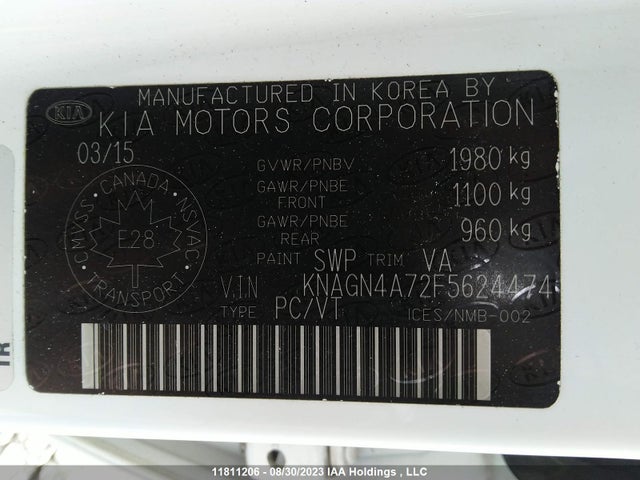 MANUFACTURED IN KOREA BY
KIA
KIA MOTORS CORPORATION
03/15
GVWR/PNBV 1980 kg
GAWR/PNBE FRONT 1100 kg
GAWR/PNBE REAR 960 kg
CANADA
CMVSS NSVAC
E28
TRANSPORT
PAINT SWP TRIM VA
V.I.N KNAGN4A72F5624474
TYPE PC/VT ICES/NMB-002
11811206 - 08/30/2023 IAA Holdings , LLC